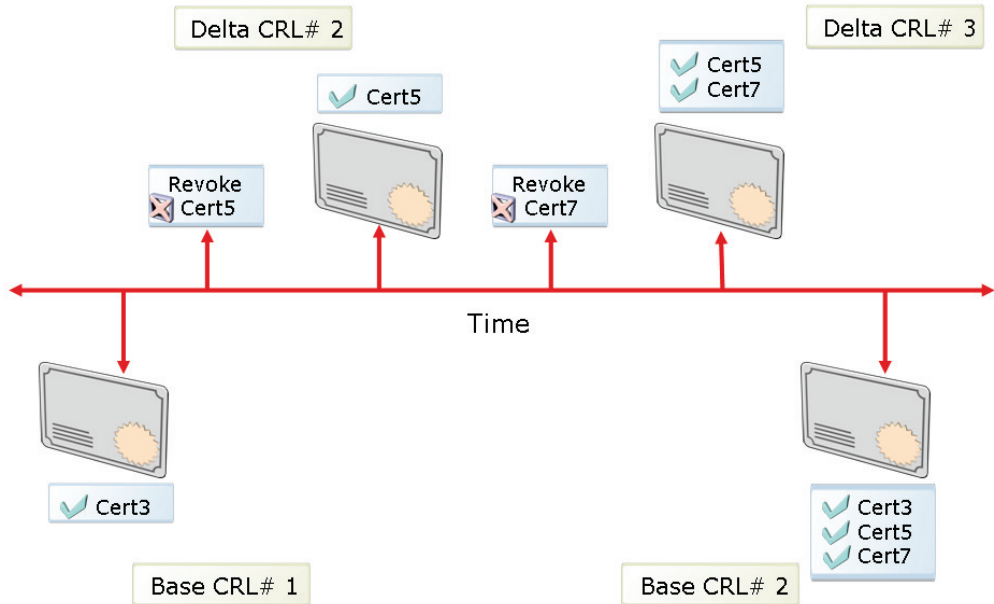 Delta CRL# 2
Delta CRL# 3
Cert5
Cert5
Cert7
Revoke
Cert5
Revoke
Cert7
Time
Cert3
Cert3
Cert5
Cert7
Base CRL# 1
Base CRL# 2